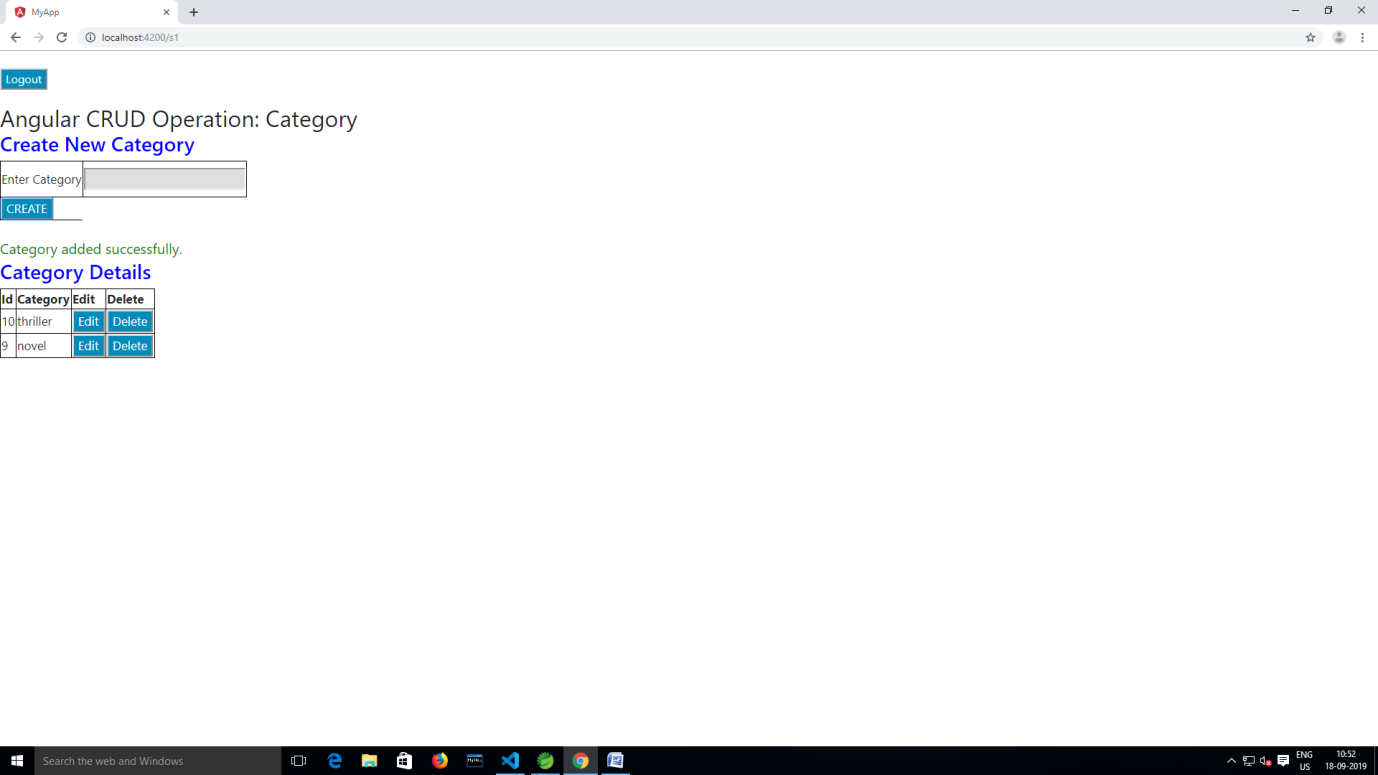 MyApp
localhost:4200/s1
Logout
Angular CRUD Operation: Category
Create New Category
Enter Category
CREATE
Category added successfully.
Category Details
Id Category Edit Delete
10 thriller Edit Delete
9 novel Edit Delete
Search the web and Windows
ENG 10:52
US 18-09-2019